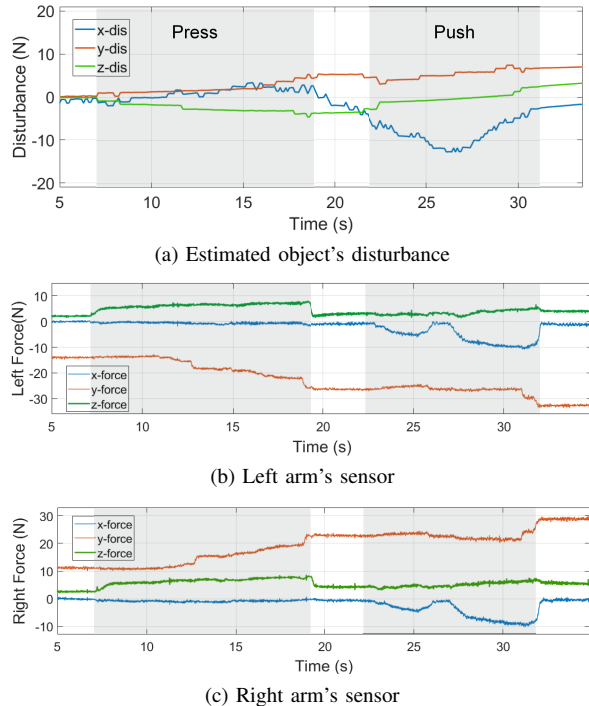 20
10
0
-10
-20
Disturbance (N)
x-dis
y-dis
z-dis
Press
Push
5 10 15 20 25 30
Time (s)
(a) Estimated object's disturbance
10
0
-10
-20
-30
Left Force(N)
x-force
y-force
z-force
5 10 15 20 25 30
Time (s)
(b) Left arm's sensor
30
20
10
0
-10
Right Force (N)
x-force
y-force
z-force
5 10 15 20 25 30
Time (s)
(c) Right arm's sensor